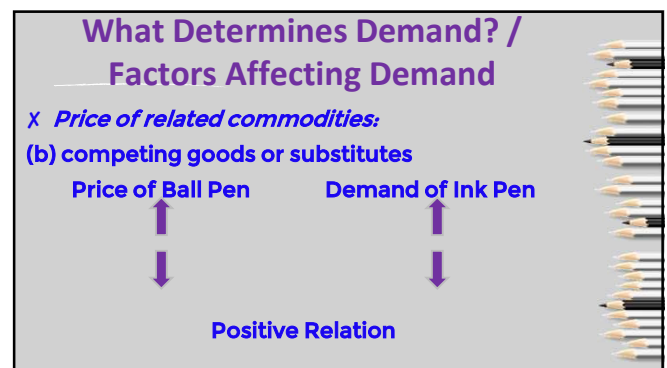 What Determines Demand? /
Factors Affecting Demand
✗ Price of related commodities:
(b) competing goods or substitutes
Price of Ball Pen Demand of Ink Pen
Positive Relation